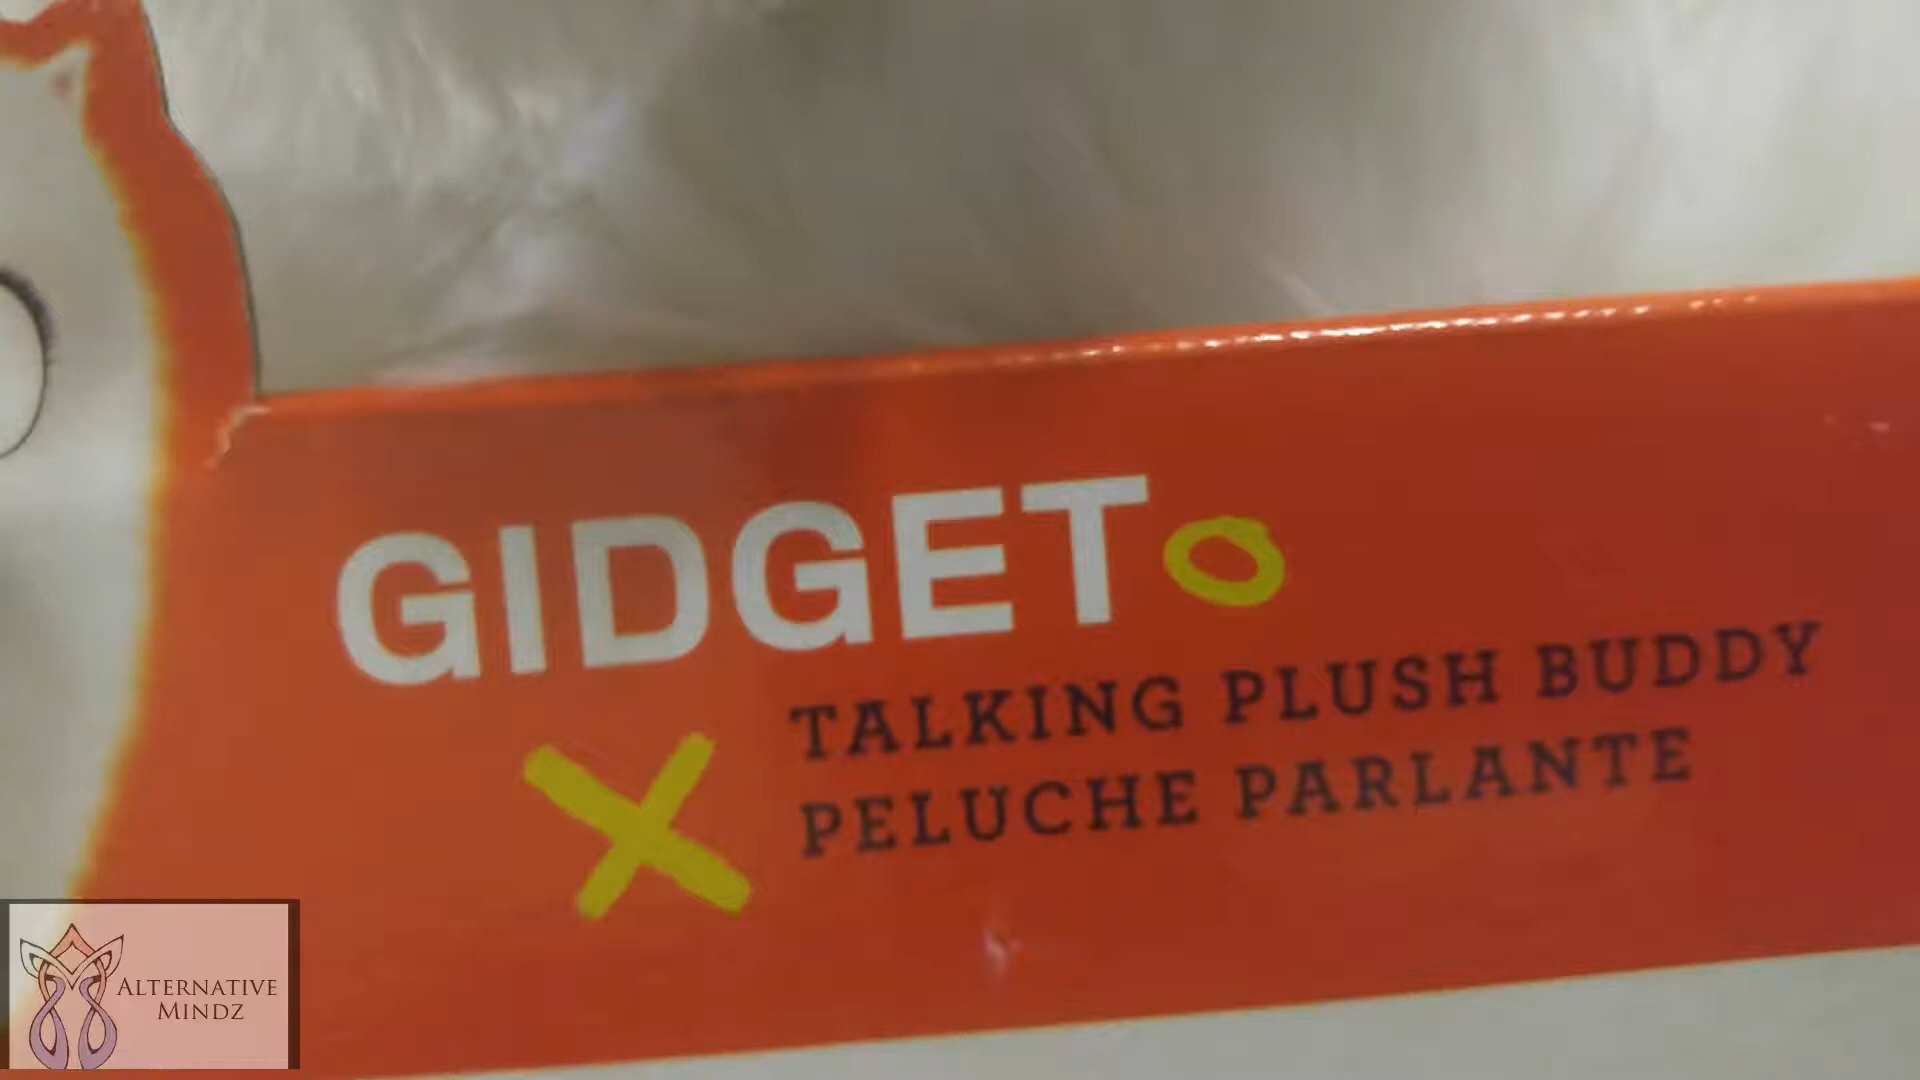 GIDGET
TALKING PLUSH BUDDY
PELUCHE PARLANTE
ALTERNATIVE
MINDZ